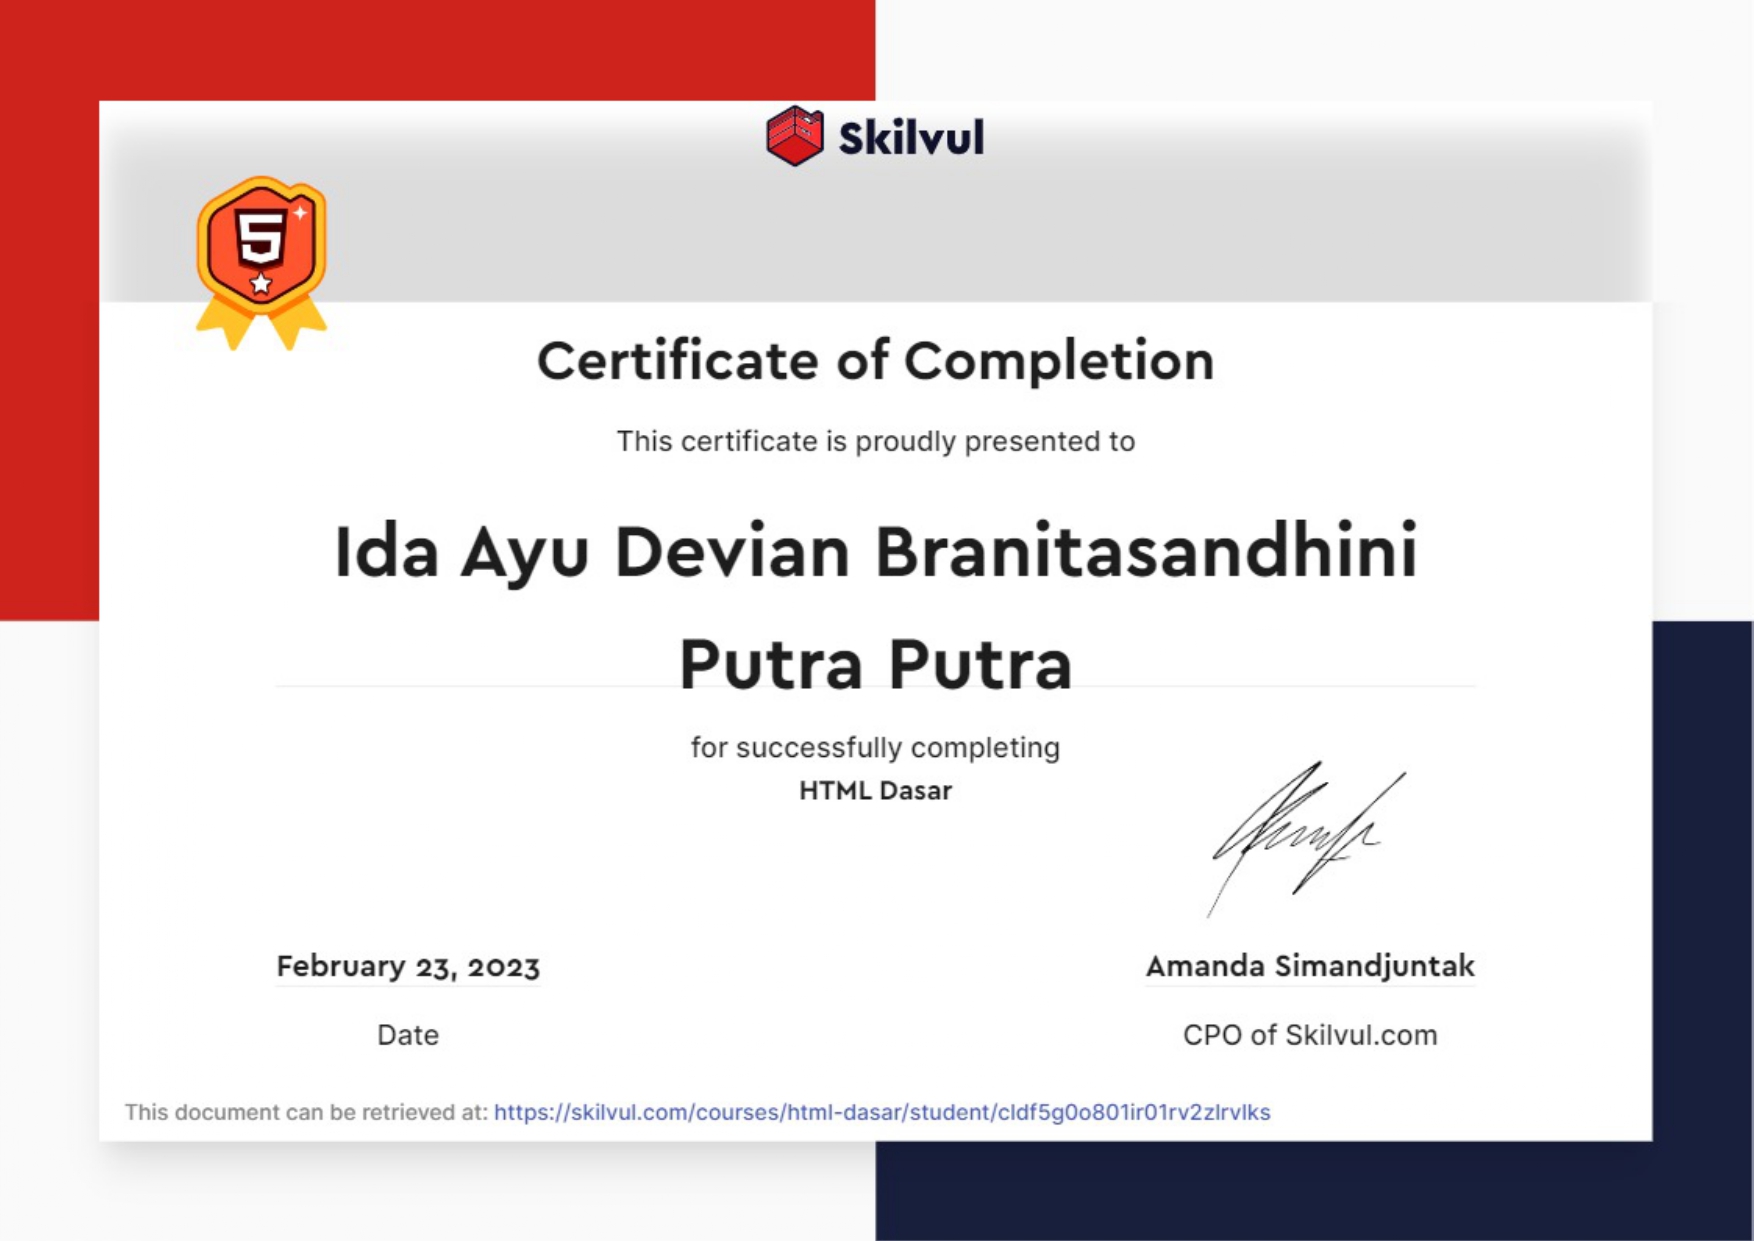 Skilvul
5
Certificate of Completion
This certificate is proudly presented to
Ida Ayu Devian Branitasandhini
Putra Putra
for successfully completing
HTML Dasar
February 23, 2023
Amanda Simandjuntak
Date
CPO of Skilvul.com
This document can be retrieved at: https://skilvul.com/courses/html-dasar/student/cldf5g0o801ir01rv2zlrvlks